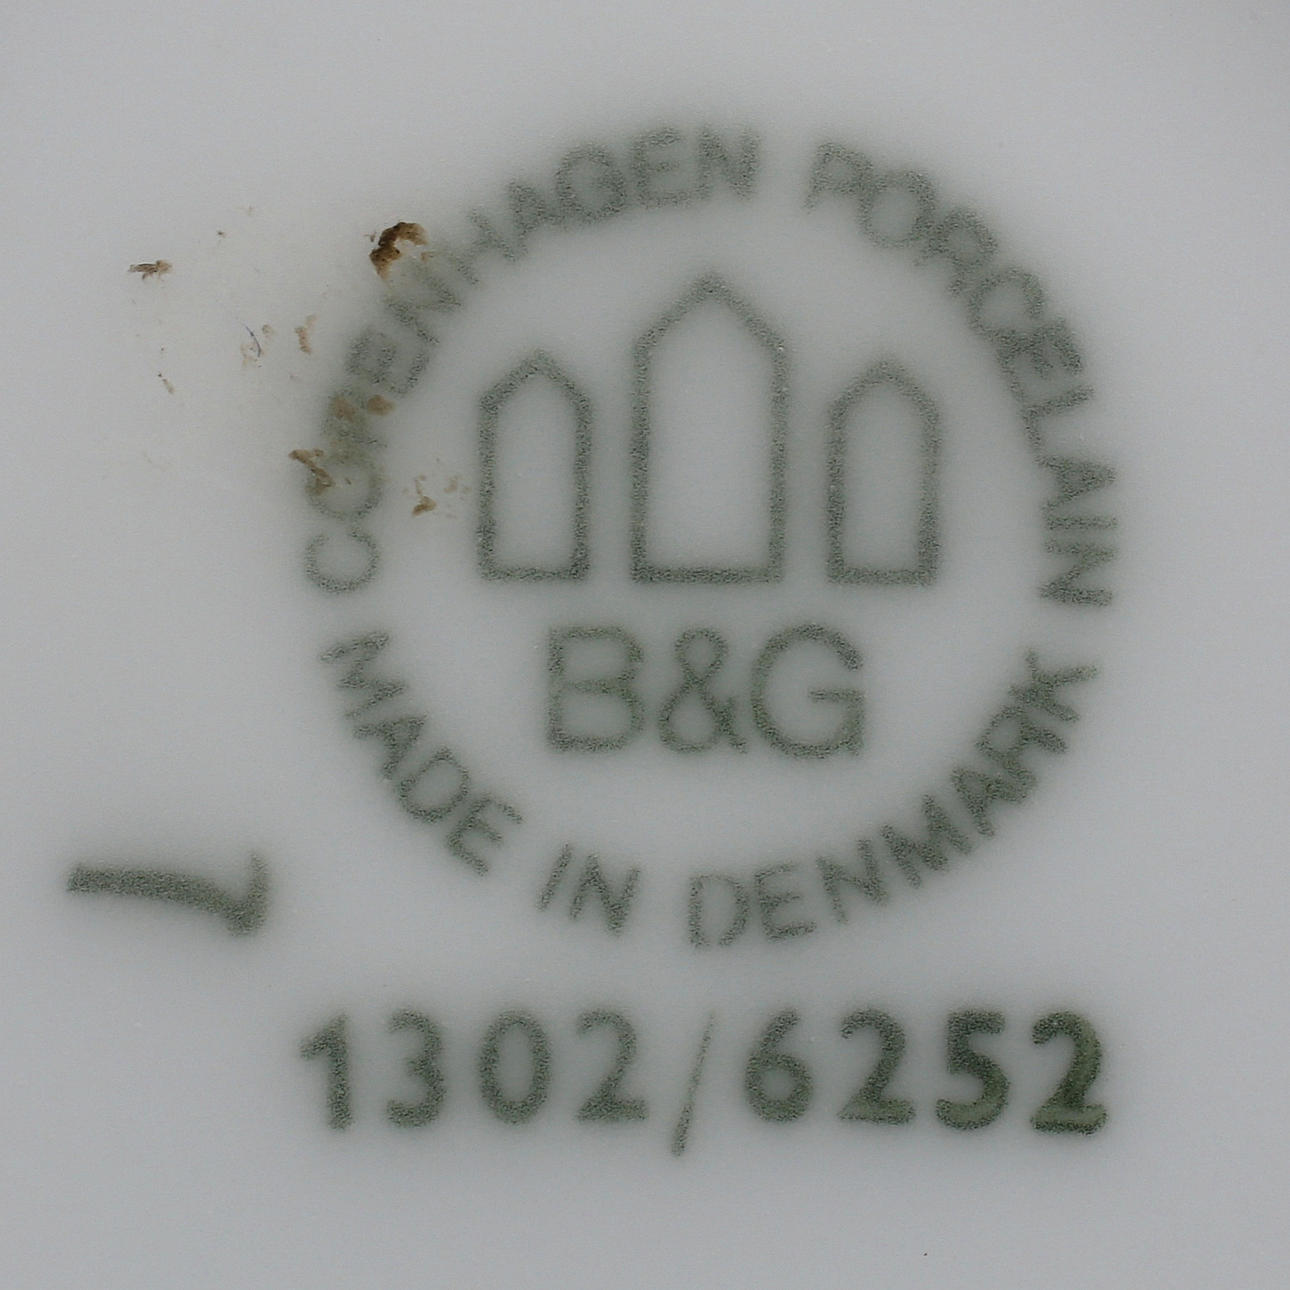 COPENHAGEN PORCELAIN
B&G
MADE IN DENMARK
1302/6252